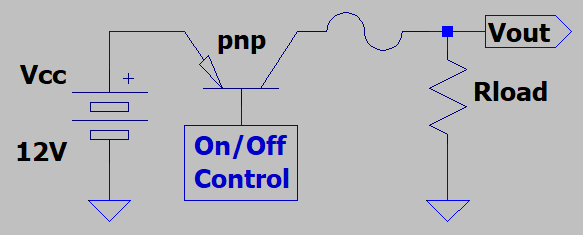 pnp
Vout
Vcc
+
Rload
12V
On/Off
Control